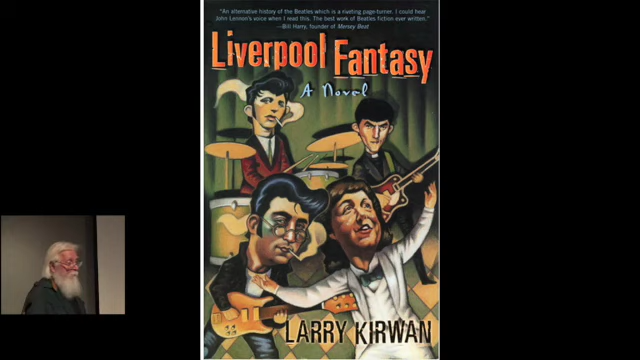 "An alternative history of the Beatles which is a riveting page-turner. I could hear
John Lennon's voice when I read this. The best work of Beatles fiction ever written."
—Bill Harry, founder of Mersey Beat
Liverpool Fantasy
A Novel
LARRY KIRWAN